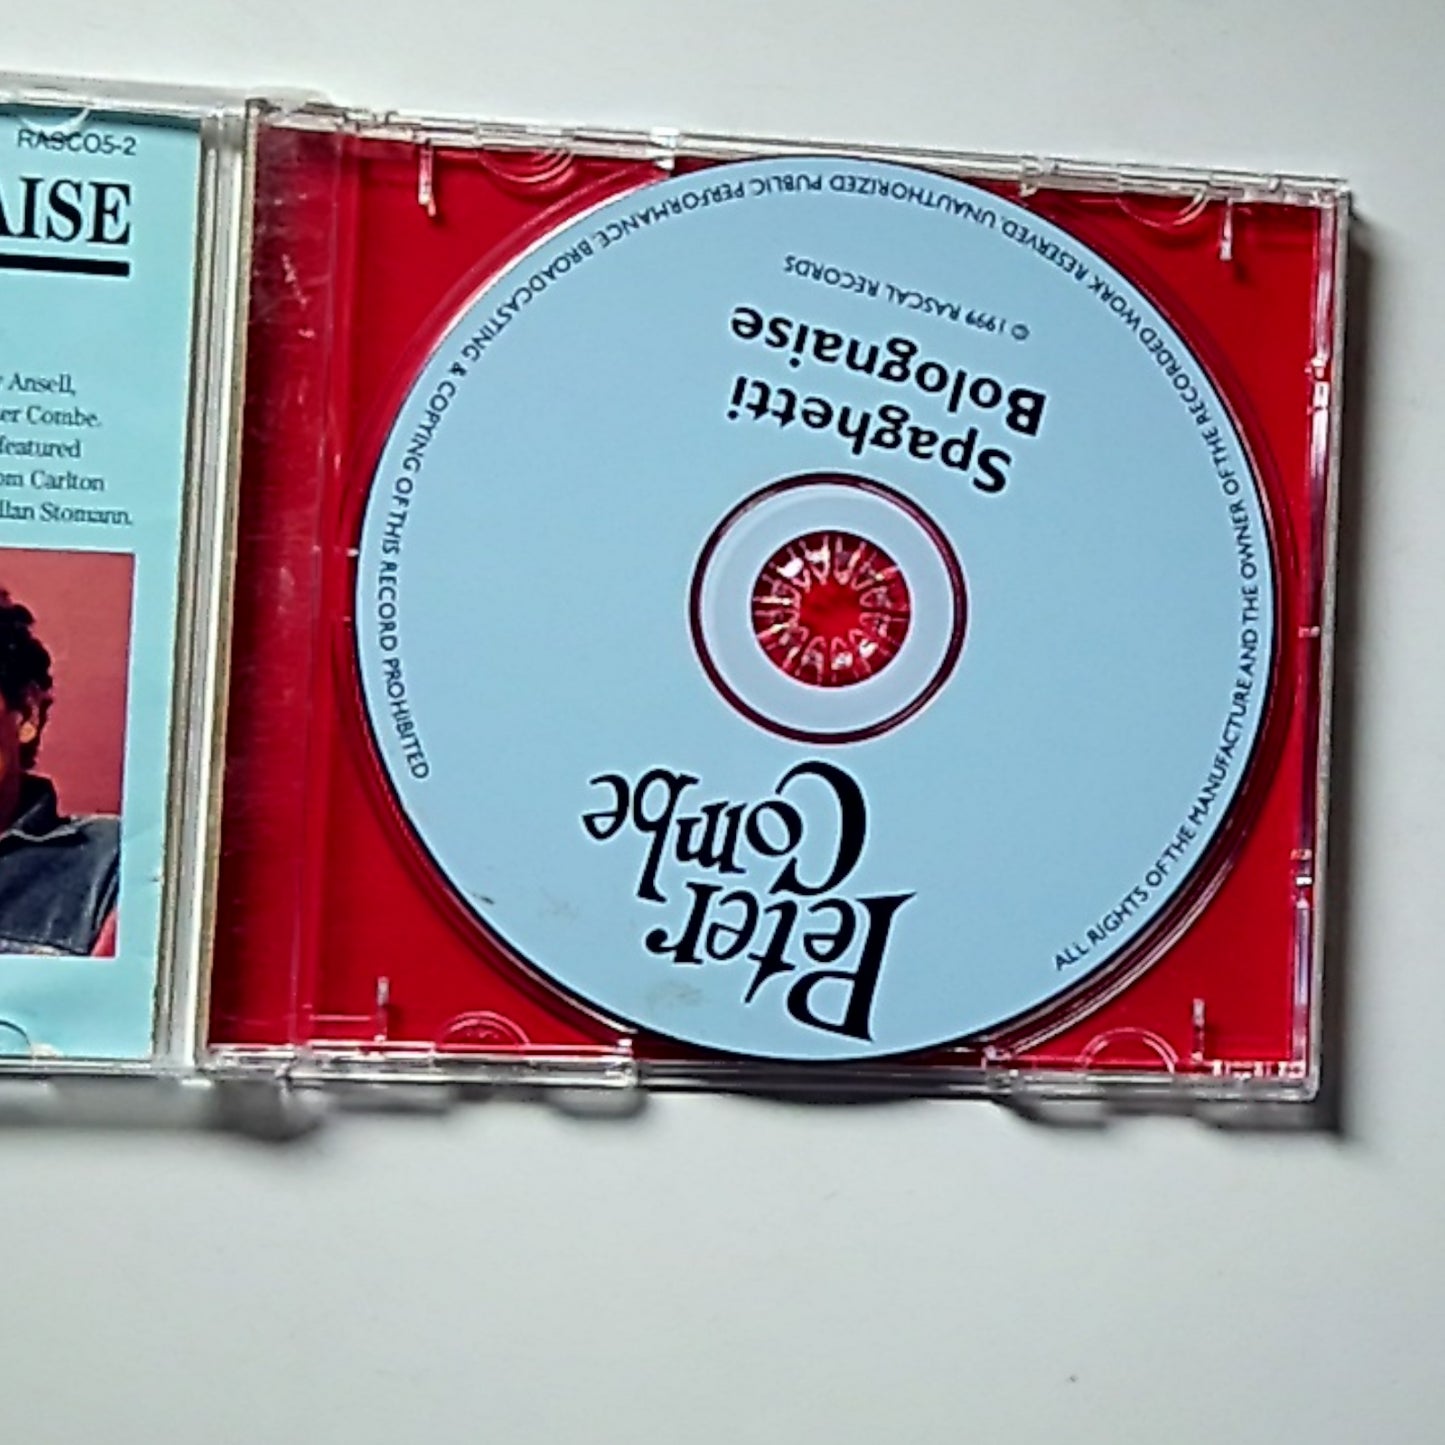 RASCO5-2
AISE
Ansell,
er Combe.
featured
om Carlton
llan Stomann.
Peter
Combe
Spaghetti
Bolognaise
© 1999 RASCAL RECORDS
ALL RIGHTS OF THE MANUFACTURE AND THE OWNER OF THE RECORDED WORK RESERVED. UNAUTHORIZED PUBLIC PERFORMANCE, BROADCASTING & COPYING OF THIS RECORD PROHIBITED